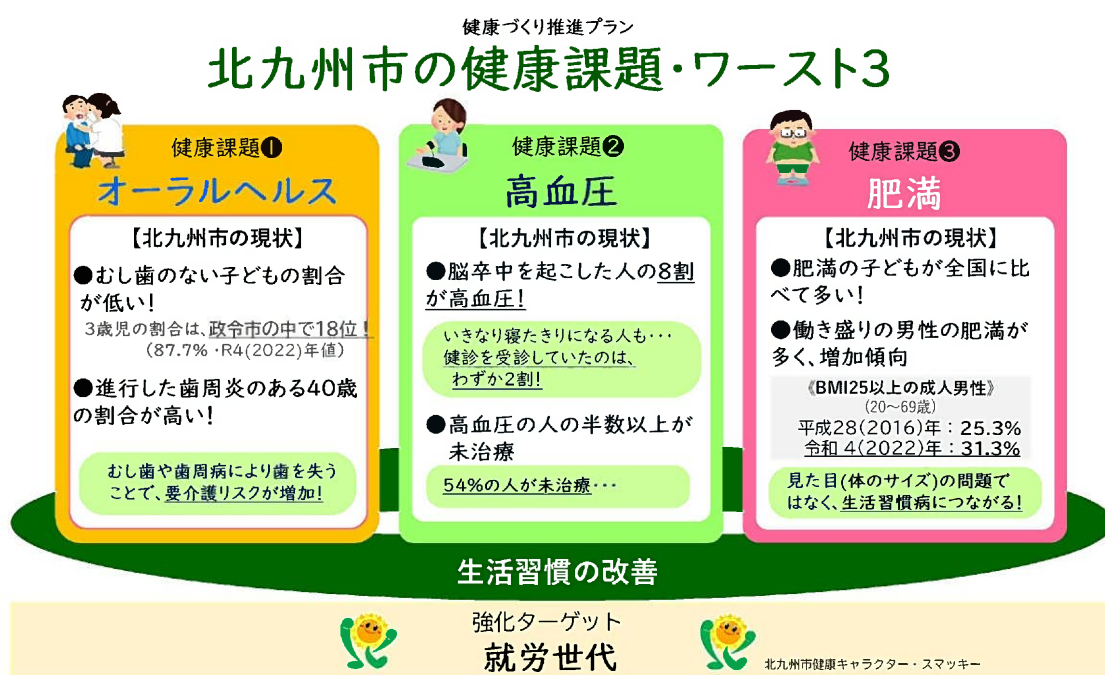 健康づくり推進プラン
北九州市の健康課題・ワースト3
健康課題❶
オーラルヘルス
【北九州市の現状】
●むし歯のない子どもの割合
が低い！
3歳児の割合は、政令市の中で18位！
（87.7%・R4(2022)年値）
●進行した歯周炎のある40歳
の割合が高い！
むし歯や歯周病により歯を失う
ことで、要介護リスクが増加！
健康課題❷
高血圧
【北九州市の現状】
●脳卒中を起こした人の8割
が高血圧！
いきなり寝たきりになる人も・・・
健診を受診していたのは、
わずか2割！
●高血圧の人の半数以上が
未治療
54%の人が未治療・・・
健康課題❸
肥満
【北九州市の現状】
●肥満の子どもが全国に比
べて多い！
●働き盛りの男性の肥満が
多く、増加傾向
《BMI25以上の成人男性》
（20～69歳）
平成28(2016)年：25.3%
令和 4(2022)年：31.3%
見た目(体のサイズ)の問題で
はなく、生活習慣病につながる！
生活習慣の改善
強化ターゲット
就労世代
北九州市健康キャラクター・スマッキー